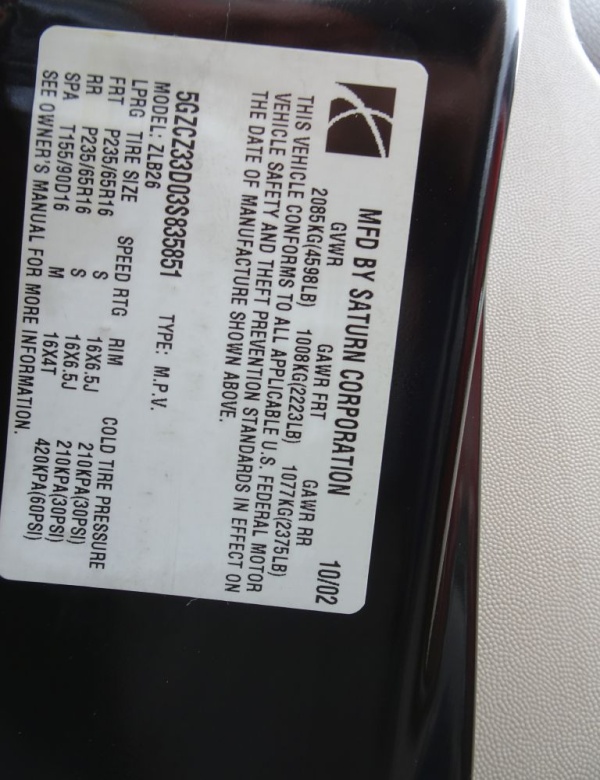 MFD BY SATURN CORPORATION 10/02
GVWR GAWR FRT GAWR RR
2085KG(4598LB) 1008KG(2223LB) 1077KG(2375LB)
THIS VEHICLE CONFORMS TO ALL APPLICABLE U.S. FEDERAL MOTOR
VEHICLE SAFETY AND THEFT PREVENTION STANDARDS IN EFFECT ON
THE DATE OF MANUFACTURE SHOWN ABOVE.
5GZCZ33D03S835851 TYPE: M.P.V.
MODEL: ZLB26
LPRG TIRE SIZE SPEED RTG RIM COLD TIRE PRESSURE
FRT P235/65R16 S 16X6.5J 210KPA(30PSI)
RR P235/65R16 S 16X6.5J 210KPA(30PSI)
SPA T155/90D16 M 16X4T 420KPA(60PSI)
SEE OWNER'S MANUAL FOR MORE INFORMATION.